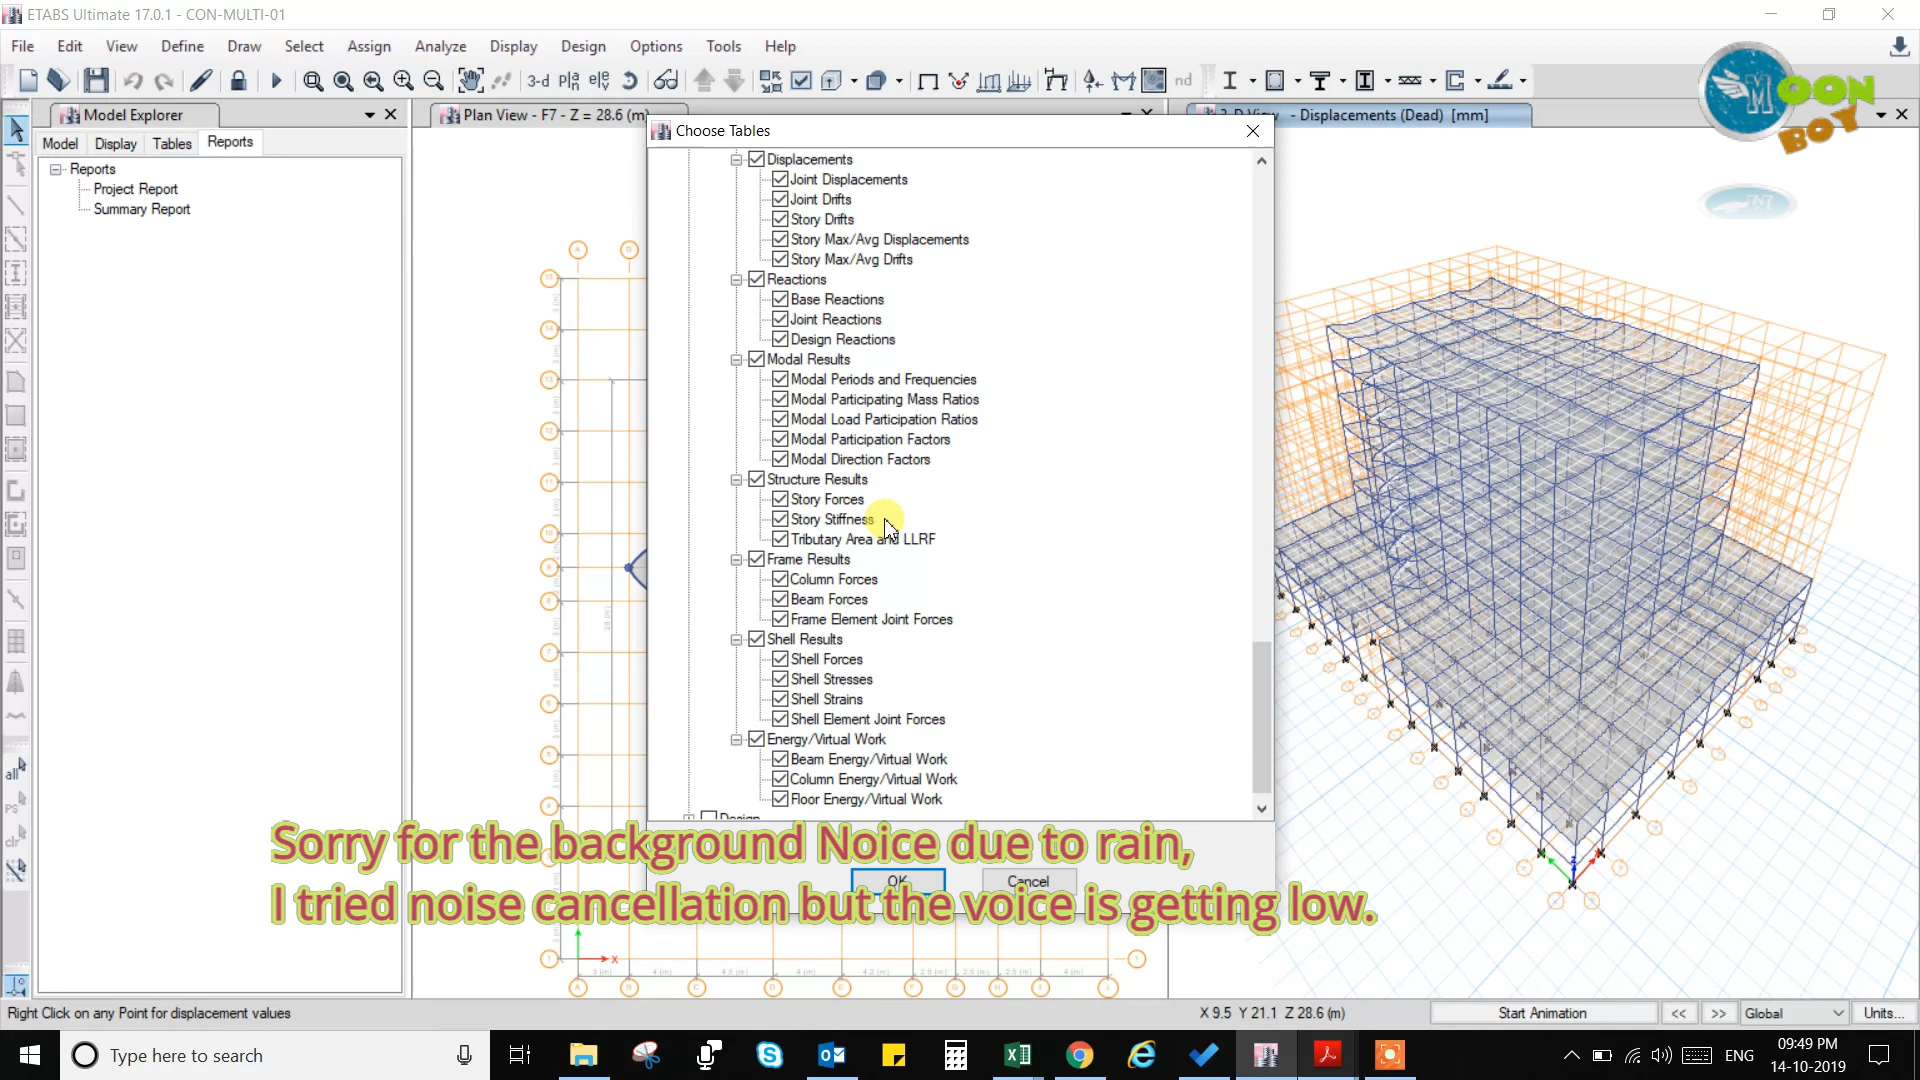 ETABS Ultimate 17.0.1 - CON-MULTI-01
File Edit View Define Draw Select Assign Analyze Display Design Options Tools Help
3-d
nd
MOON
BOY
Model Explorer
Plan View - F7 - Z = 28.6 (m)
- Displacements (Dead) [mm]
Choose Tables
Model Display Tables Reports
Reports
Project Report
Summary Report
Displacements
Joint Displacements
Joint Drifts
Story Drifts
Story Max/Avg Displacements
Story Max/Avg Drifts
Reactions
Base Reactions
Joint Reactions
Design Reactions
Modal Results
Modal Periods and Frequencies
Modal Participating Mass Ratios
Modal Load Participation Ratios
Modal Participation Factors
Modal Direction Factors
Structure Results
Story Forces
Story Stiffness
Tributary Area and LLRF
Frame Results
Column Forces
Beam Forces
Frame Element Joint Forces
Shell Results
Shell Forces
Shell Stresses
Shell Strains
Shell Element Joint Forces
Energy/Virtual Work
Beam Energy/Virtual Work
Column Energy/Virtual Work
Floor Energy/Virtual Work
Design
all
ps
clr
Sorry for the background Noice due to rain,
OK Cancel
I tried noise cancellation but the voice is getting low.
Right Click on any Point for displacement values
X 9.5 Y 21.1 Z 28.6 (m)
Start Animation << >> Global Units...
Type here to search
ENG
09:49 PM
14-10-2019